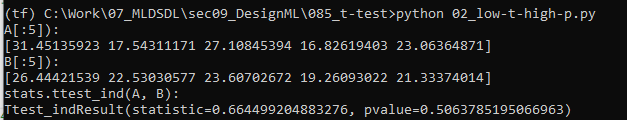 (tf) C:\Work\07_MLDSDL\sec09_DesignML\085_t-test>python 02_low-t-high-p.py
A[:5]):
[31.45135923 17.54311171 27.10845394 16.82619403 23.06364871]
B[:5]):
[26.44421539 22.53030577 23.60702672 19.26093022 21.33374014]
stats.ttest_ind(A, B):
Ttest_indResult(statistic=0.664499204883276, pvalue=0.5063785195066963)